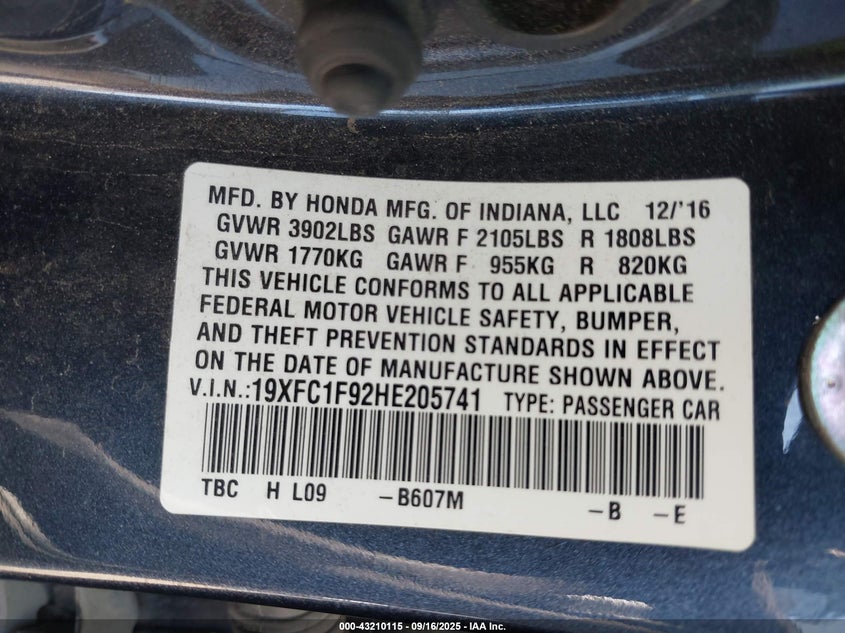 MFD. BY HONDA MFG. OF INDIANA, LLC 12/'16
GVWR 3902LBS GAWR F 2105LBS R 1808LBS
GVWR 1770KG GAWR F 955KG R 820KG
THIS VEHICLE CONFORMS TO ALL APPLICABLE
FEDERAL MOTOR VEHICLE SAFETY, BUMPER,
AND THEFT PREVENTION STANDARDS IN EFFECT
ON THE DATE OF MANUFACTURE SHOWN ABOVE.
V.I.N.:19XFC1F92HE205741 TYPE: PASSENGER CAR
TBC H L09 -B607M -B -E
000-43210115 - 09/16/2025 - IAA Inc.